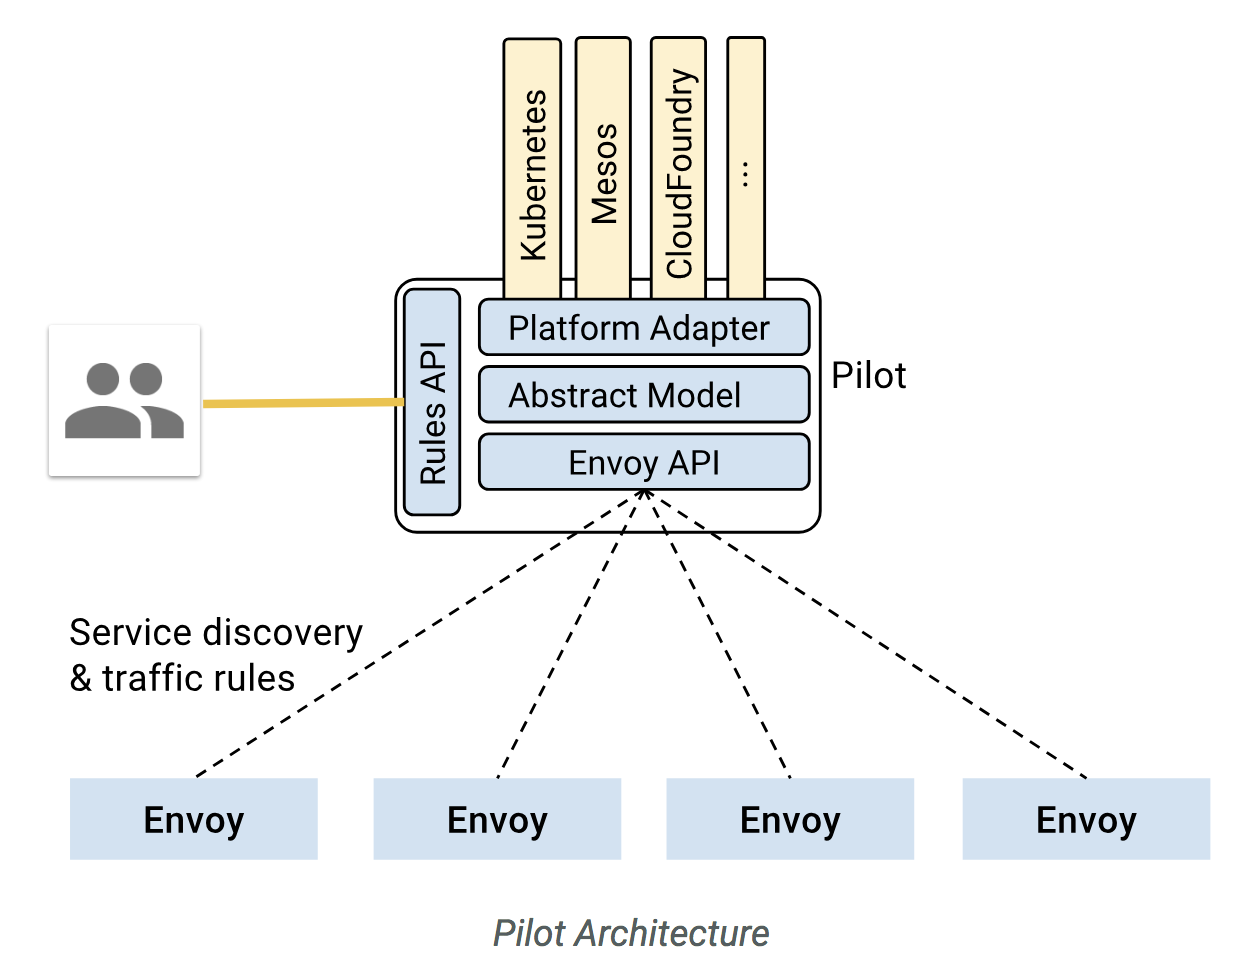 Kubernetes
Mesos
CloudFoundry
...
Rules API
Platform Adapter
Abstract Model
Envoy API
Pilot
Service discovery
& traffic rules
Envoy
Envoy
Envoy
Envoy
Pilot Architecture